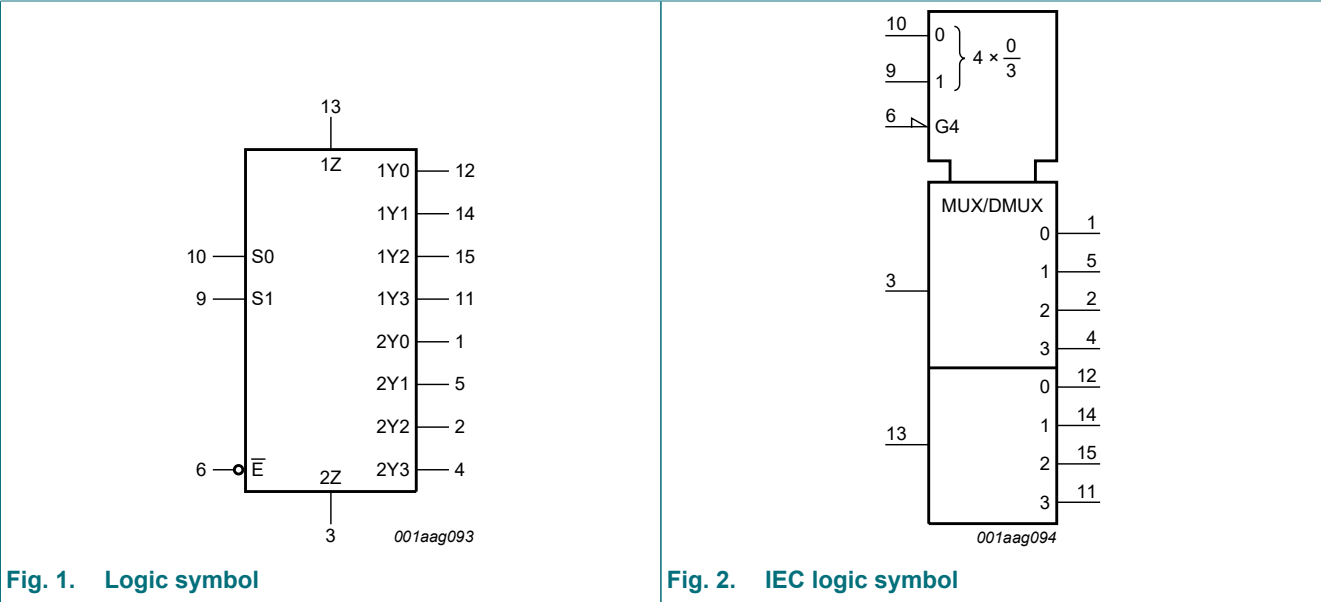 13
1Z
1Y0 12
1Y1 14
10 S0 1Y2 15
9 S1 1Y3 11
2Y0 1
2Y1 5
2Y2 2
6 E̅ 2Y3 4
2Z
3
001aag093
Fig. 1. Logic symbol
10 0
4 × 0/3
9 1
6 G4
MUX/DMUX
0 1
1 5
3
2 2
3 4
0 12
1 14
13
2 15
3 11
001aag094
Fig. 2. IEC logic symbol